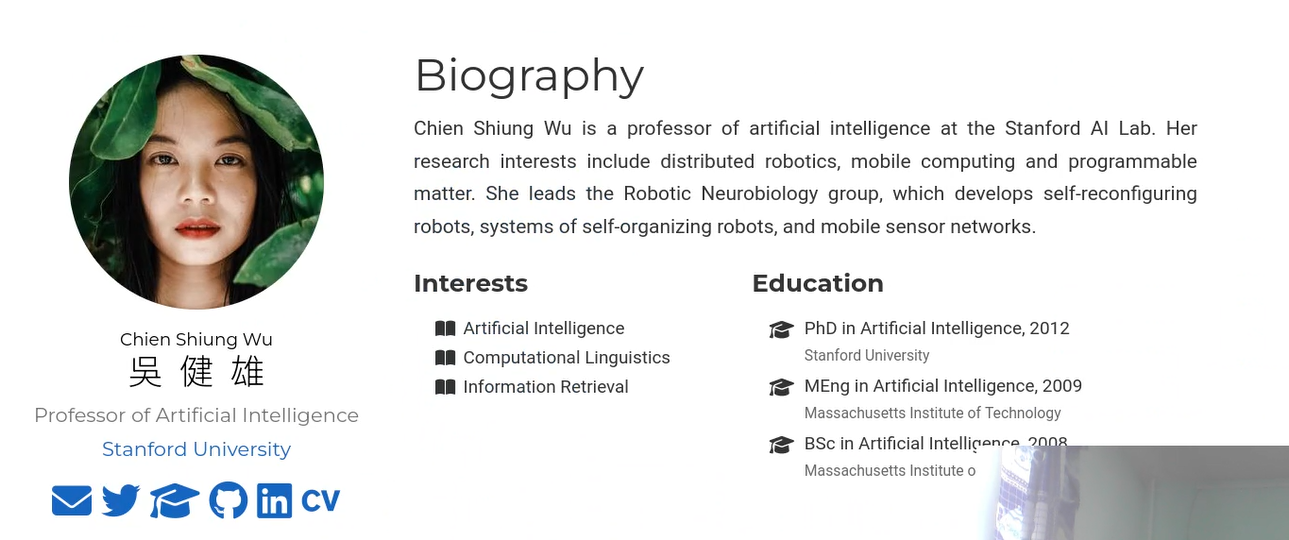 Biography
Chien Shiung Wu is a professor of artificial intelligence at the Stanford AI Lab. Her
research interests include distributed robotics, mobile computing and programmable
matter. She leads the Robotic Neurobiology group, which develops self-reconfiguring
robots, systems of self-organizing robots, and mobile sensor networks.
Interests
Artificial Intelligence
Computational Linguistics
Information Retrieval
Education
PhD in Artificial Intelligence, 2012
Stanford University
MEng in Artificial Intelligence, 2009
Massachusetts Institute of Technology
BSc in Artificial Intelligence, 2008
Massachusetts Institute o
Chien Shiung Wu
吳健雄
Professor of Artificial Intelligence
Stanford University
CV